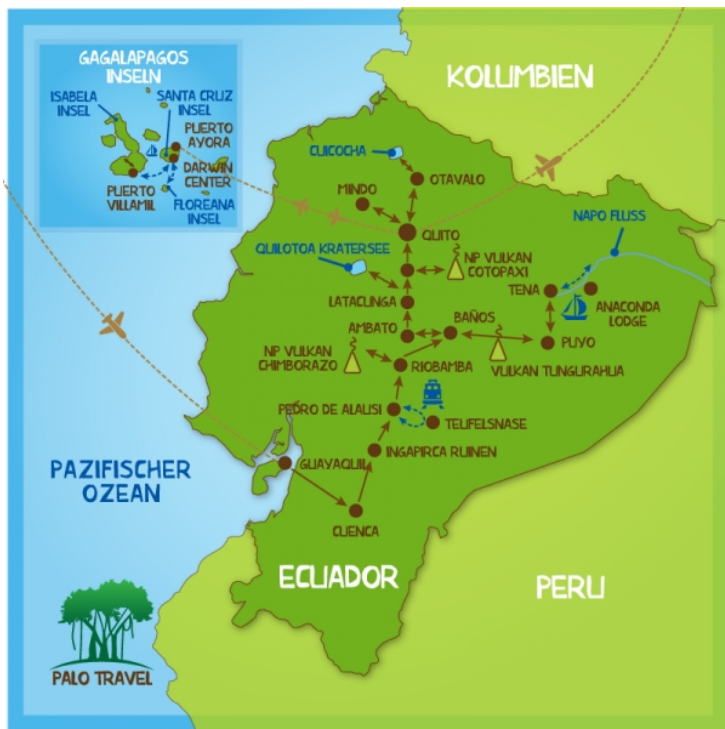 GAGALAPAGOS
INSELN
ISABELA
INSEL
SANTA CRUZ
INSEL
PUERTO
AYORA
DARWIN
CENTER
PUERTO
VILLAMIL
FLOREANA
INSEL
KOLUMBIEN
CUICOCHA
OTAVALO
MINDO
NAPO FLUSS
QUITO
QUILOTOA KRATERSEE
NP VULKAN
COTOPAXI
TENA
LATACUNGA
ANACONDA
LODGE
AMBATO
BAÑOS
PUYO
NP VULKAN
CHIMBORAZO
VULKAN TUNGURAHUA
RIOBAMBA
PEDRO DE ALAUSI
TEUFELSNASE
INGAPIRCA RUINEN
GUAYAQUIL
PAZIFISCHER
OZEAN
CUENCA
ECUADOR
PERU
PALO TRAVEL